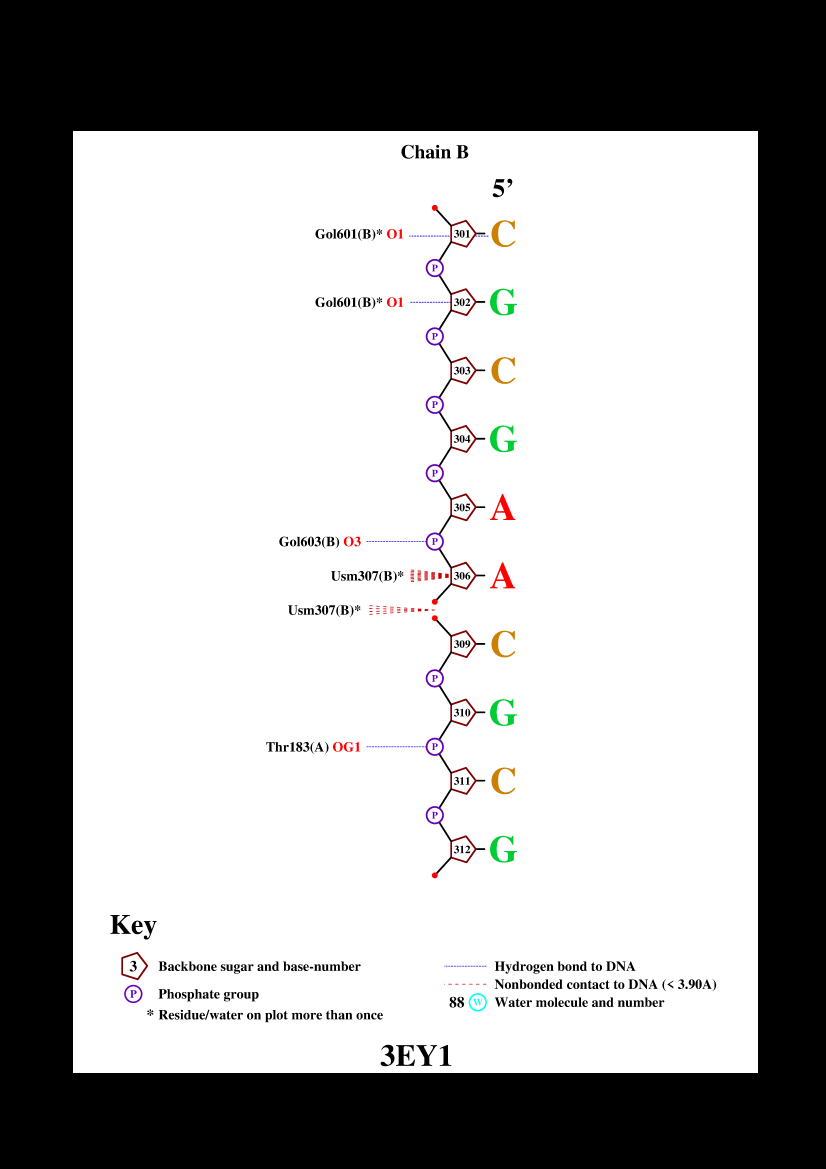 Chain B
5’
Gol601(B)* O1 301 C
P
Gol601(B)* O1 302 G
P
303 C
P
304 G
P
305 A
Gol603(B) O3 P
Usm307(B)* 306 A
Usm307(B)*
309 C
P
310 G
Thr183(A) OG1 P
311 C
P
312 G
Key
3 Backbone sugar and base-number
P Phosphate group
* Residue/water on plot more than once
Hydrogen bond to DNA
Nonbonded contact to DNA (< 3.90A)
88 W Water molecule and number
3EY1